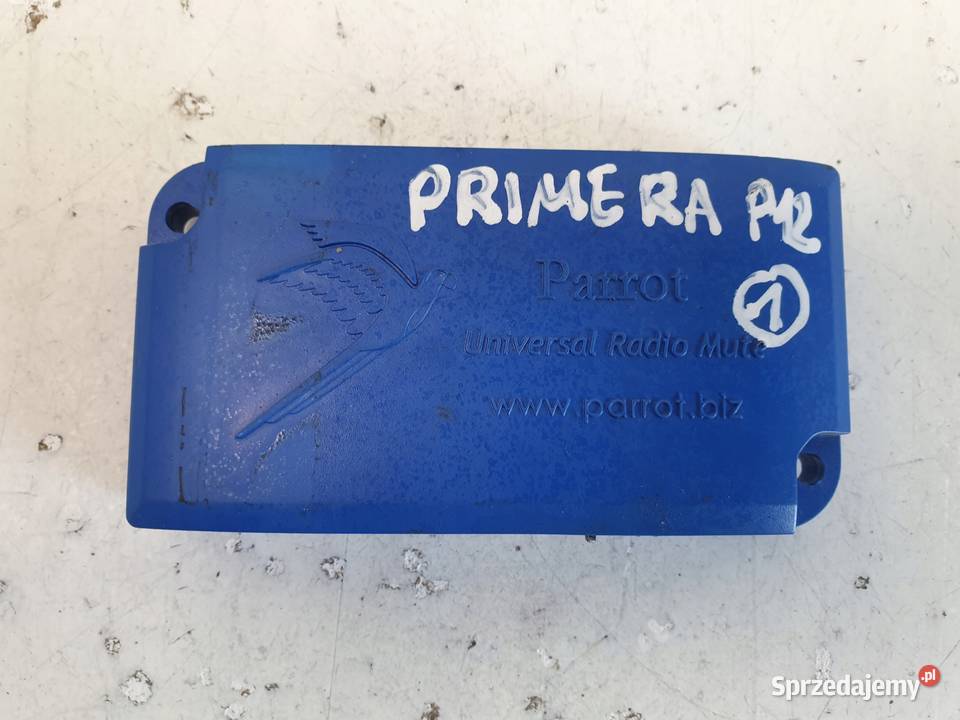 PRIMERA P12
Parrot
1
Universal Radio Mute
www.parrot.biz
Sprzedajemy.pl